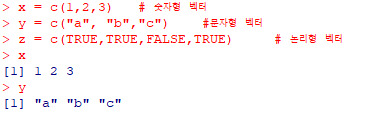 > x = c(1,2,3)   # 숫자형 벡터
> y = c("a", "b","c")     #문자형 벡터
> z = c(TRUE,TRUE,FALSE,TRUE)     # 논리형 벡터
> x
[1] 1 2 3
> y
[1] "a" "b" "c"